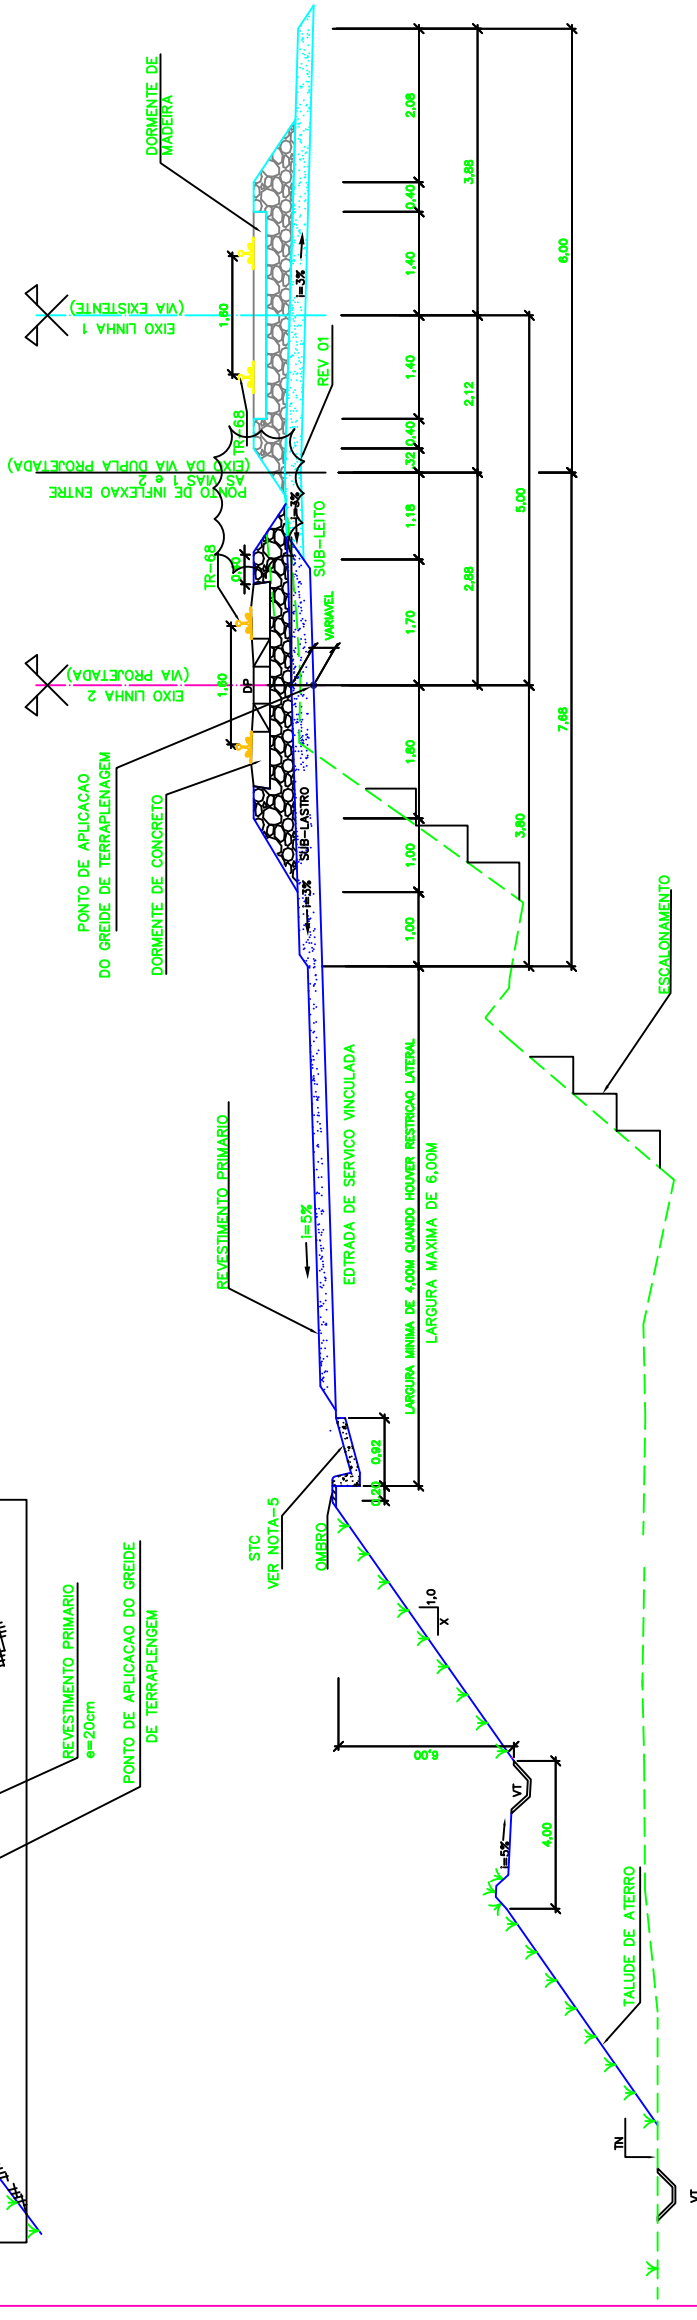 DORMENTE DE
MADEIRA
EIXO LINHA 1
(VIA EXISTENTE)
1,60
TR-68
i=3%
REV 01
PONTO DE INFLEXAO ENTRE
AS VIAS 1 e 2
(EIXO DA VIA DUPLA PROJETADA)
2,08
0,40
1,40
1,40
0,40
,32
1,18
1,70
1,80
1,00
1,00
3,88
2,12
2,88
5,00
3,80
6,00
7,68
TR-68
i=3%
SUB-LEITO
VARIAVEL
EIXO LINHA 2
(VIA PROJETADA)
1,60
DP
PONTO DE APLICACAO
DO GREIDE DE TERRAPLENAGEM
DORMENTE DE CONCRETO
SUB-LASTRO
i=3%
ESCALONAMENTO
REVESTIMENTO PRIMARIO
i=5%
EDTRADA DE SERVICO VINCULADA
LARGURA MINIMA DE 4,00M QUANDO HOUVER RESTRICAO LATERAL
LARGURA MAXIMA DE 6,00M
0,92
0,20
STC
VER NOTA-5
OMBRO
1,0
X
6,00
VT
i=5%
4,00
TALUDE DE ATERRO
TN
VT
REVESTIMENTO PRIMARIO
e=20cm
PONTO DE APLICACAO DO GREIDE
DE TERRAPLENGEM